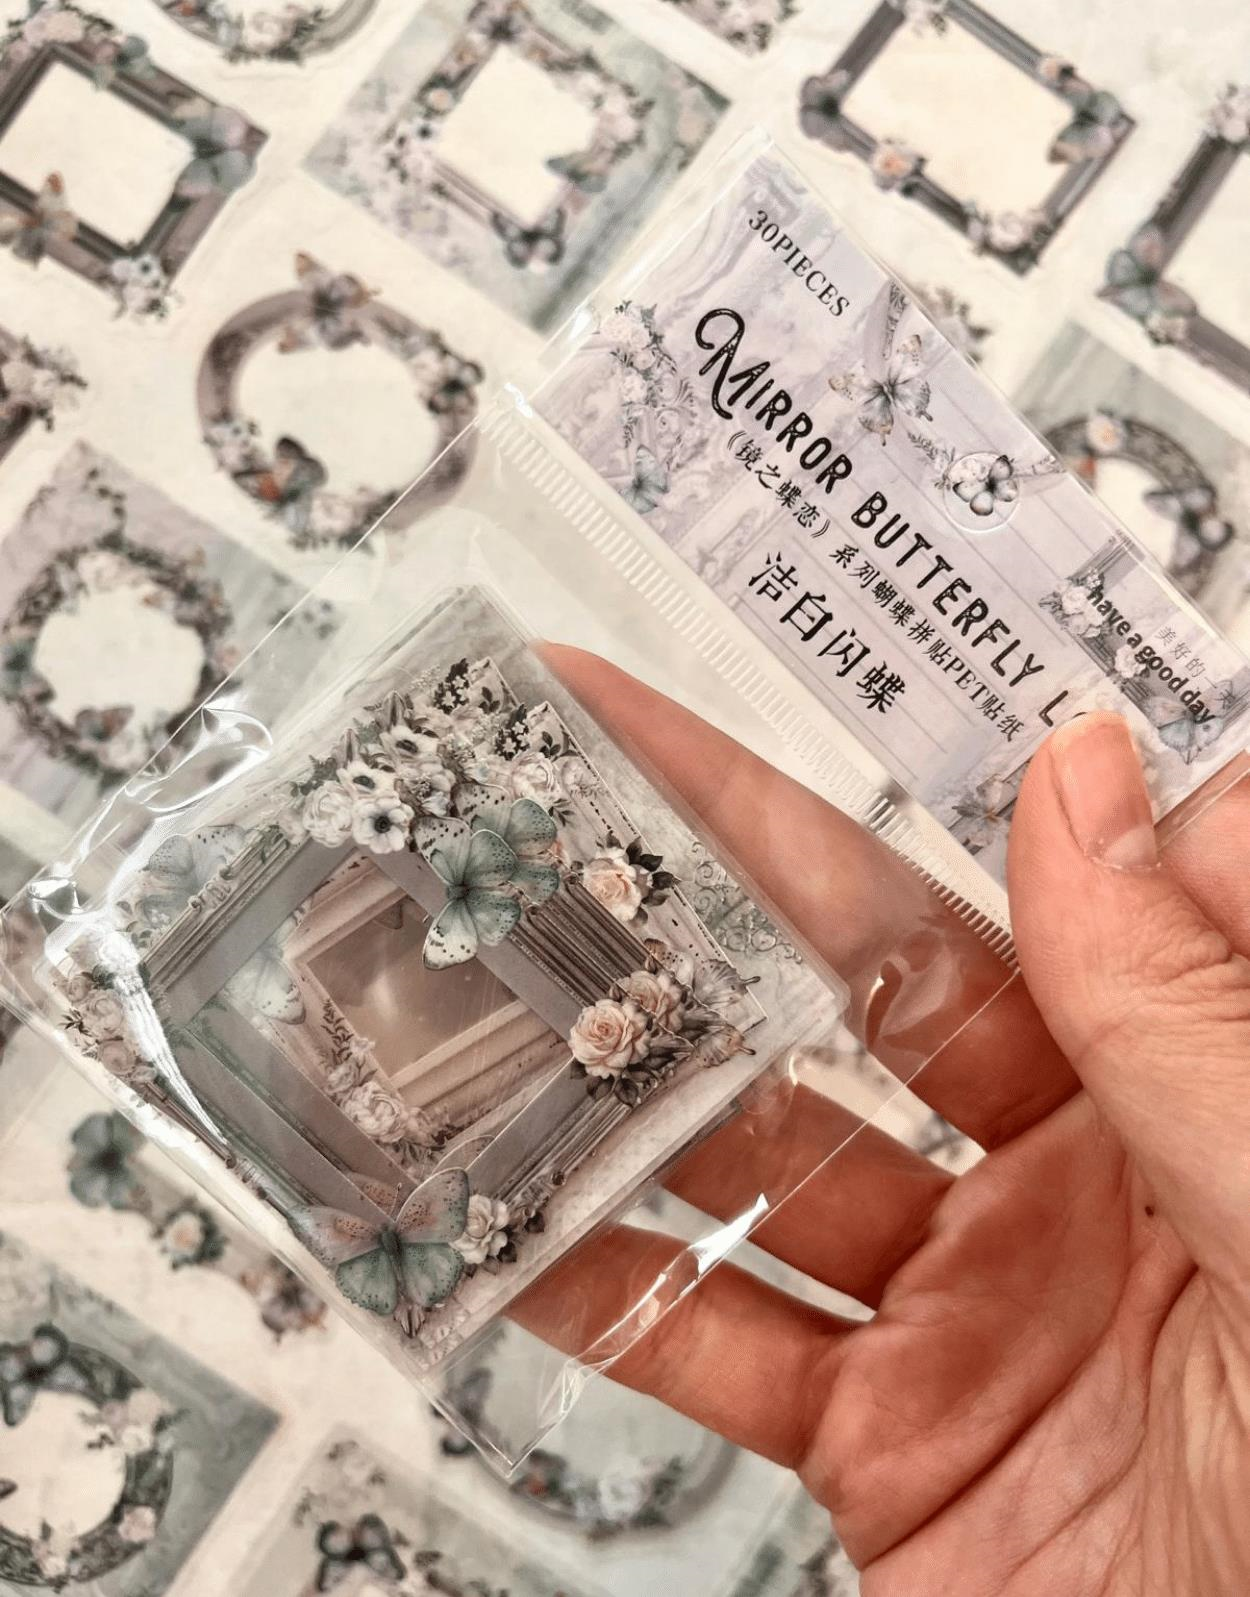 30PIECES
MIRROR BUTTERFLY
《镜之蝶恋》系列蝴蝶拼贴PET贴纸
洁白闪蝶
美好的一天
have a good day